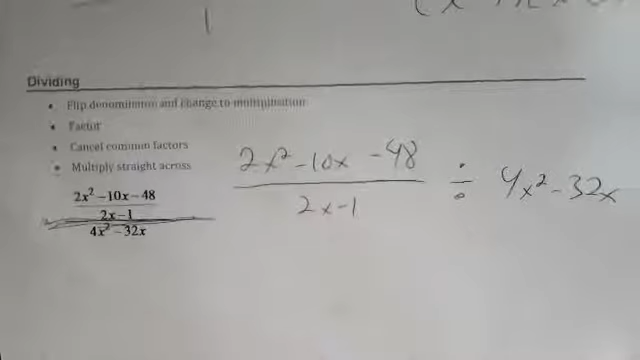 Dividing
• Flip denominator and change to multiplication
• Factor
• Cancel common factors
• Multiply straight across
2x² −10x −48
2x −1
4x² −32x
2x² −10x −48
2x −1
÷ 4x² −32x